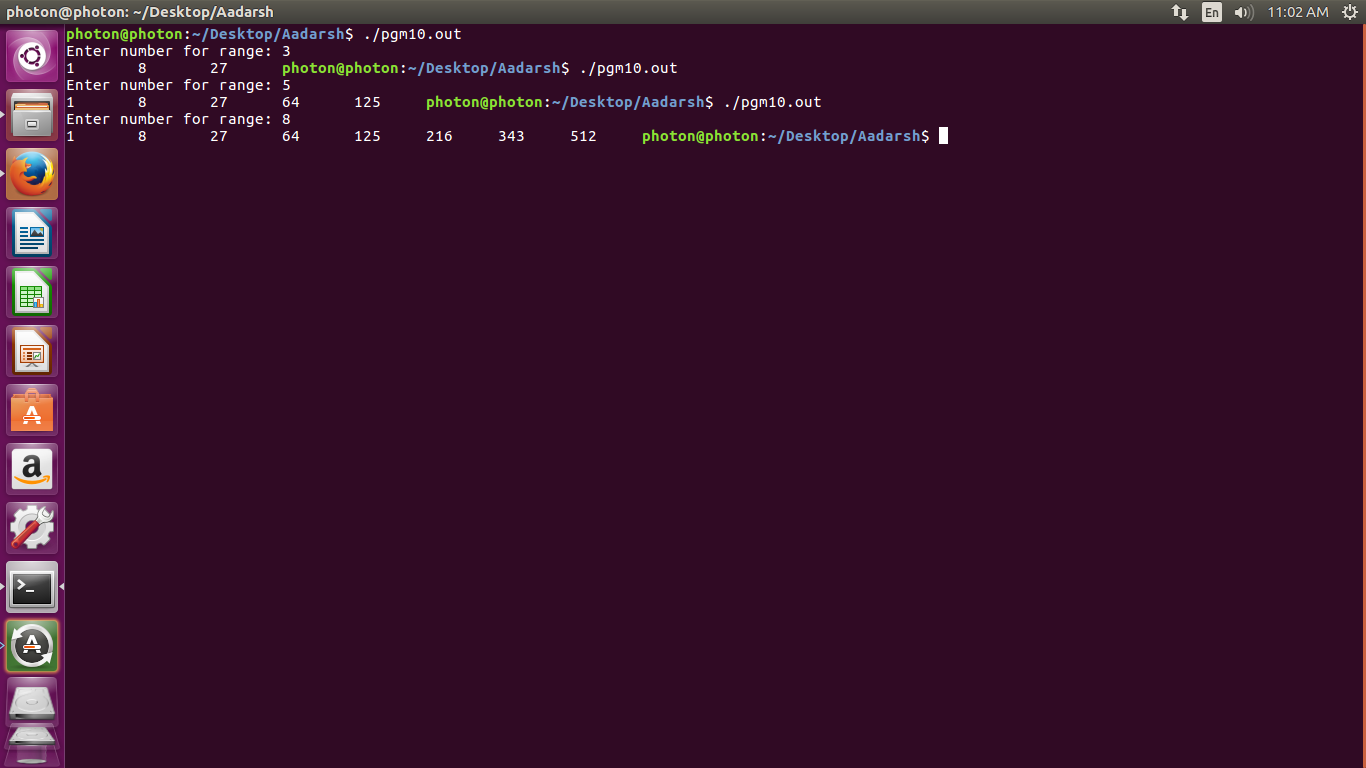 photon@photon: ~/Desktop/Aadarsh En 11:02 AM
photon@photon:~/Desktop/Aadarsh$ ./pgm10.out
Enter number for range: 3
1 8 27 photon@photon:~/Desktop/Aadarsh$ ./pgm10.out
Enter number for range: 5
1 8 27 64 125 photon@photon:~/Desktop/Aadarsh$ ./pgm10.out
Enter number for range: 8
1 8 27 64 125 216 343 512 photon@photon:~/Desktop/Aadarsh$
a
>_